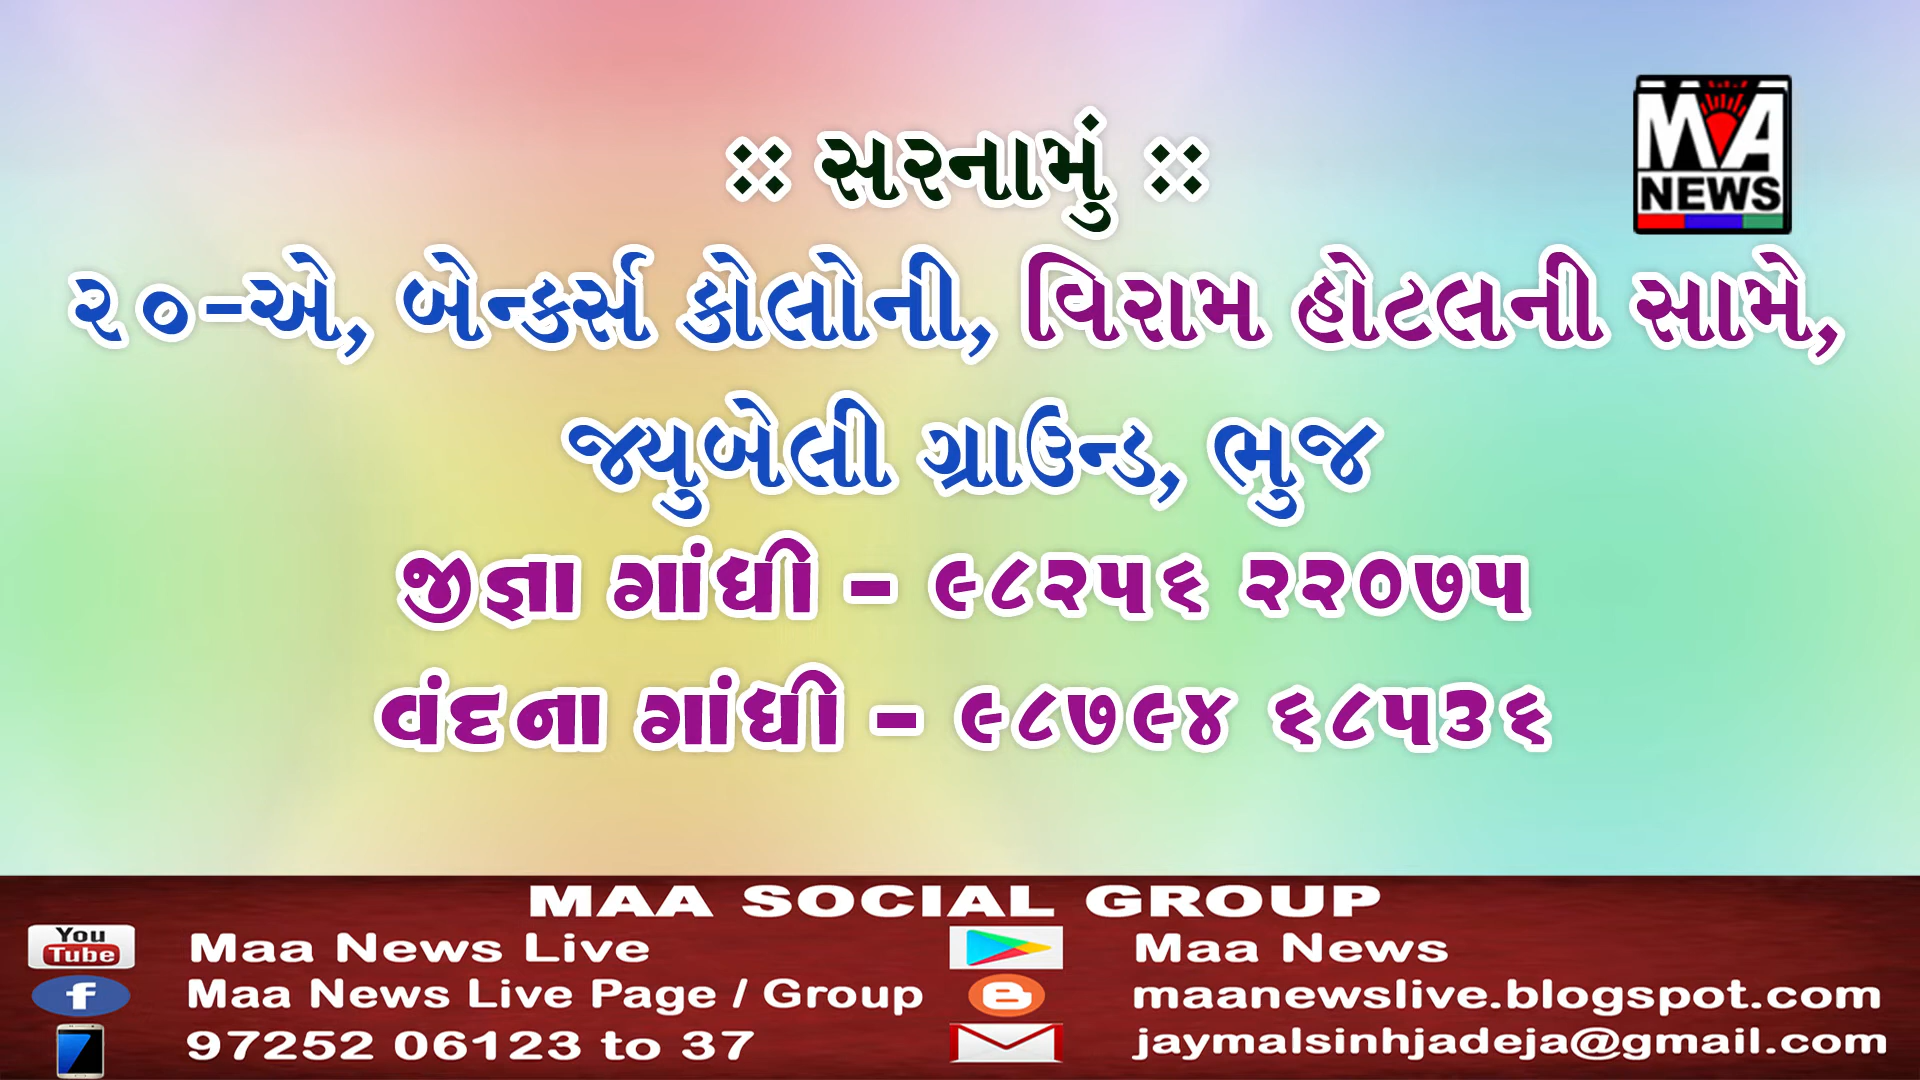 :: સરનામું ::
MAA
NEWS
૨૦-એ, બેન્કર્સ કોલોની, વિરામ હોટલની સામે,
જ્યુબેલી ગ્રાઉન્ડ, ભુજ
જીજ્ઞા ગાંધી - ૯૮૨૫૬ ૨૨૦૭૫
વંદના ગાંધી - ૯૮૭૯૪ ૬૮૫૩૬
MAA SOCIAL GROUP
You
Tube
Maa News Live
Maa News
f
Maa News Live Page / Group
maanewslive.blogspot.com
97252 06123 to 37
jaymalsinhjadeja@gmail.com